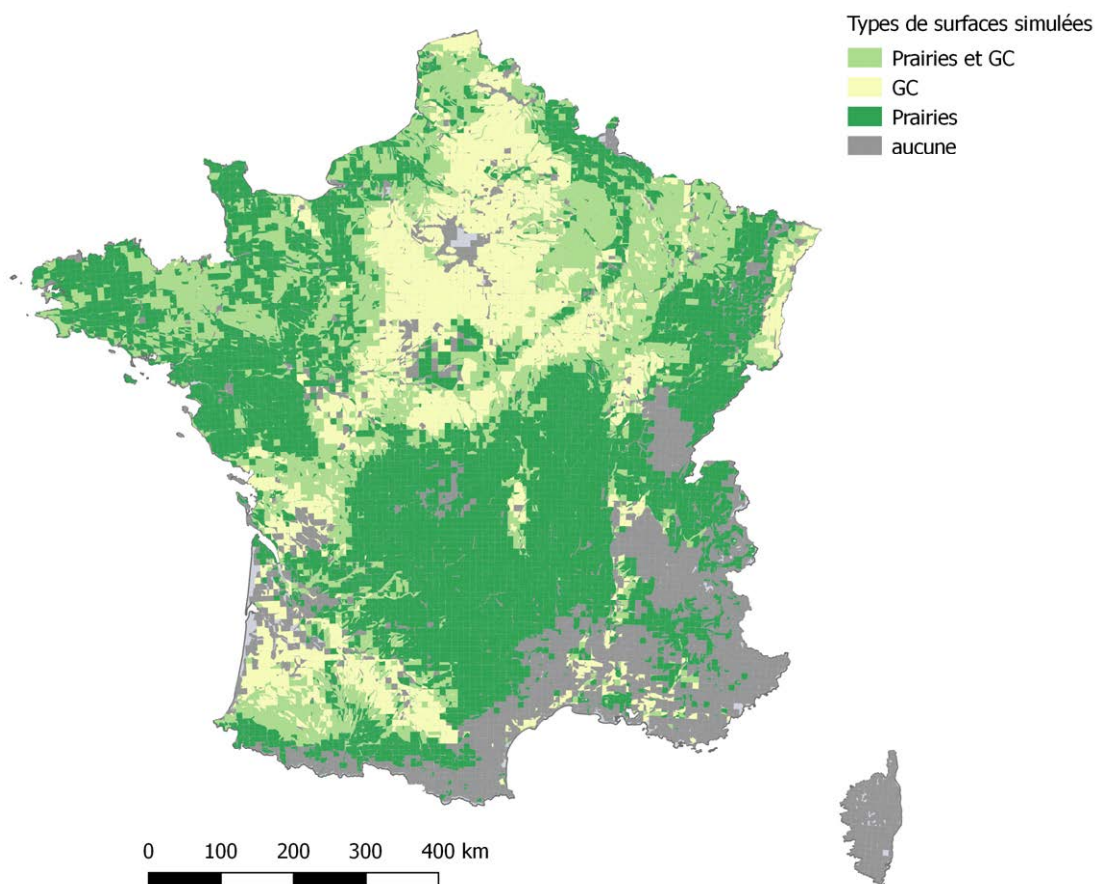 Types de surfaces simulées
Prairies et GC
GC
Prairies
aucune
0 100 200 300 400 km